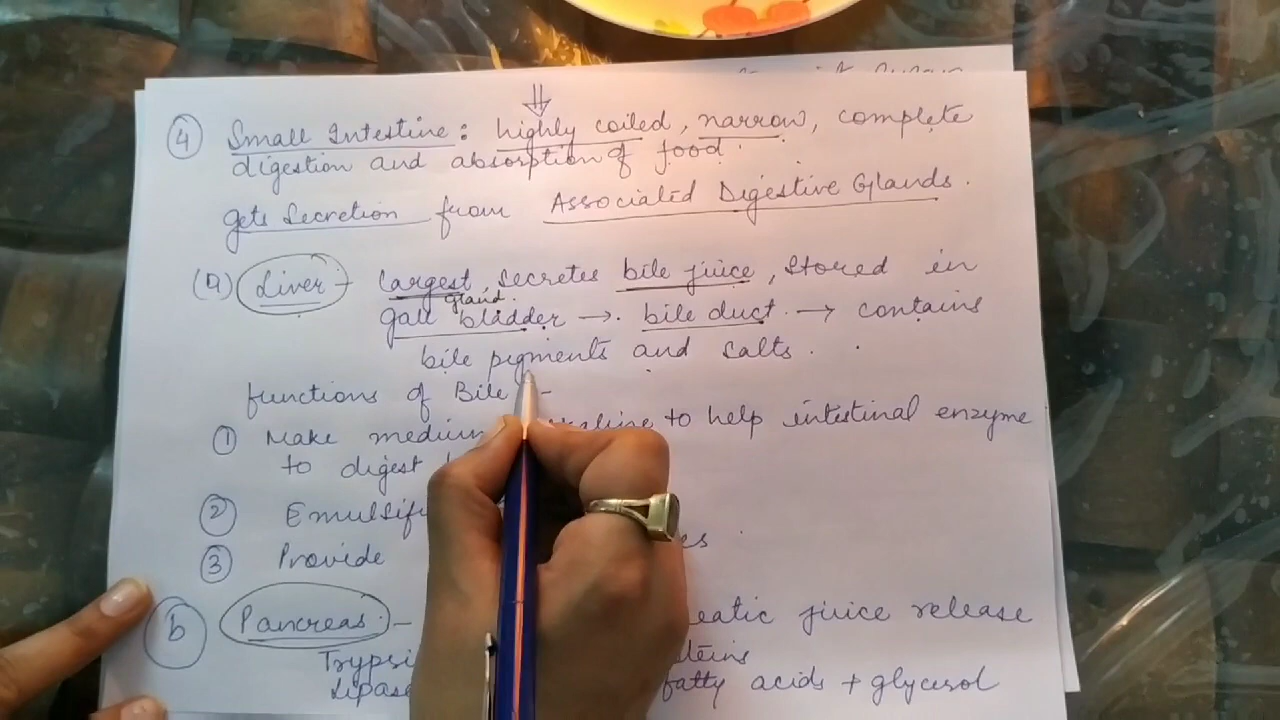 ④ Small Intestine: highly coiled, narrow, complete
digestion and absorption of food.
gets Secretion from Associated Digestive Glands.
(a) Liver - largest gland, secretes bile juice, stored in
gall bladder → bile duct → contains
bile pigments and salts.
functions of Bile -
① Make medium to help intestinal enzyme
to digest
② Emulsif
③ Provide
ⓑ Pancreas:- eatic juice release
Trypsi teins
Lipase fatty acids + glycerol